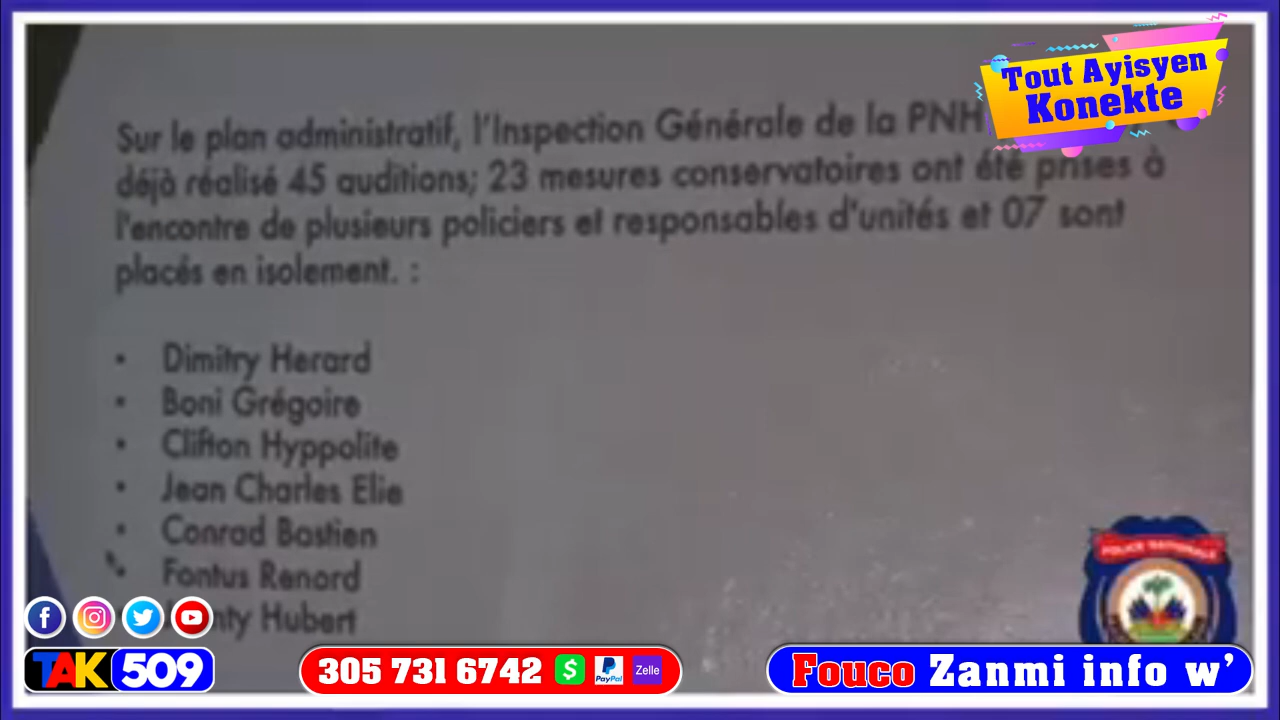 Tout Ayisyen
Konekte
Sur le plan administratif, l'Inspection Générale de la PNH
déjà réalisé 45 auditions; 23 mesures conservatoires ont été prises à
l'encontre de plusieurs policiers et responsables d'unités et 07 sont
placés en isolement. :
• Dimitry Herard
• Boni Grégoire
• Clifton Hyppolite
• Jean Charles Elie
• Conrad Bastien
• Fontus Renord
Hubert
POLICE NATIONALE
TAK 509
305 731 6742 $ PayPal Zelle
Fouco Zanmi info w'